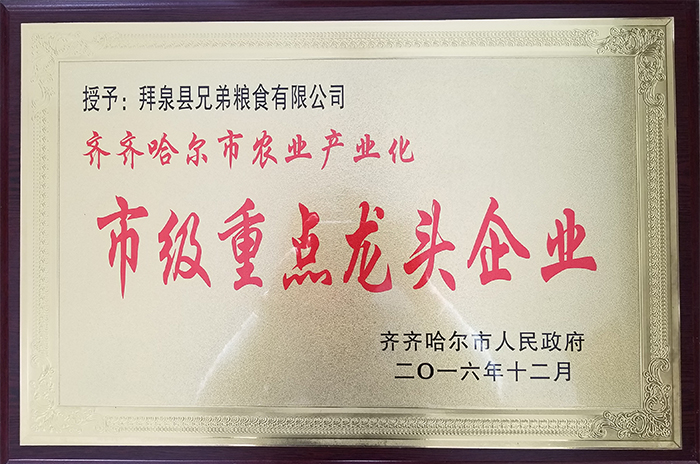 授予：拜泉县兄弟粮食有限公司
齐齐哈尔市农业产业化
市级重点龙头企业
齐齐哈尔市人民政府
二〇一六年十二月